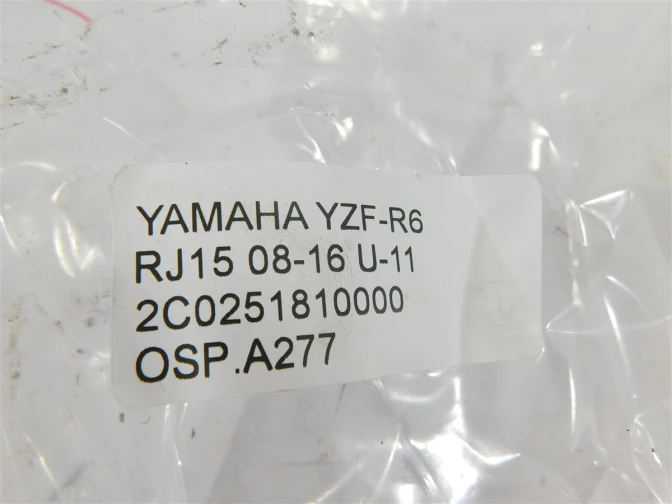 YAMAHA YZF-R6
RJ15 08-16 U-11
2C0251810000
OSP.A277